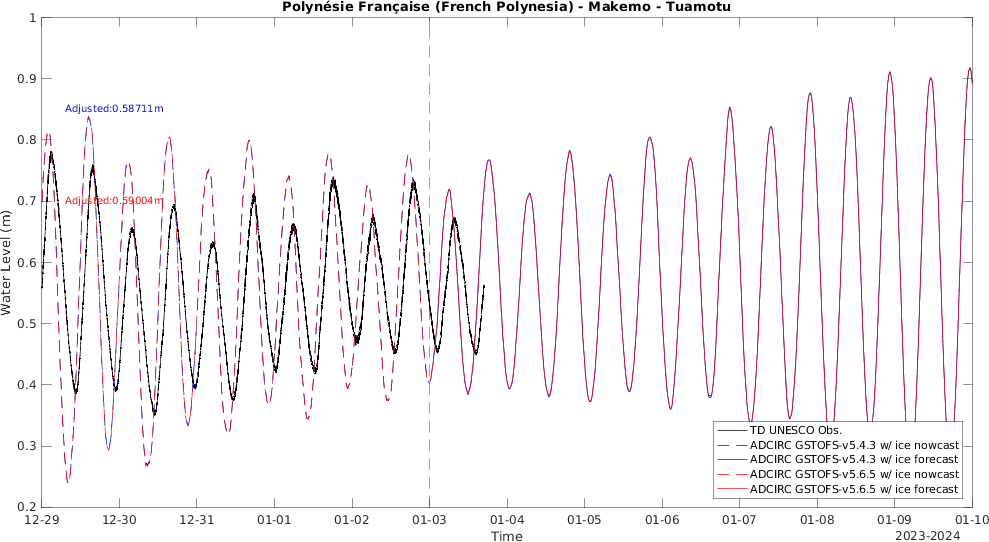 Polynésie Française (French Polynesia) - Makemo - Tuamotu
1
0.9
0.8
0.7
0.6
0.5
0.4
0.3
0.2
Water Level (m)
Adjusted:0.58711m
Adjusted:0.59004m
TD UNESCO Obs.
ADCIRC GSTOFS-v5.4.3 w/ ice nowcast
ADCIRC GSTOFS-v5.4.3 w/ ice forecast
ADCIRC GSTOFS-v5.6.5 w/ ice nowcast
ADCIRC GSTOFS-v5.6.5 w/ ice forecast
12-29 12-30 12-31 01-01 01-02 01-03 01-04 01-05 01-06 01-07 01-08 01-09 01-10
Time
2023-2024